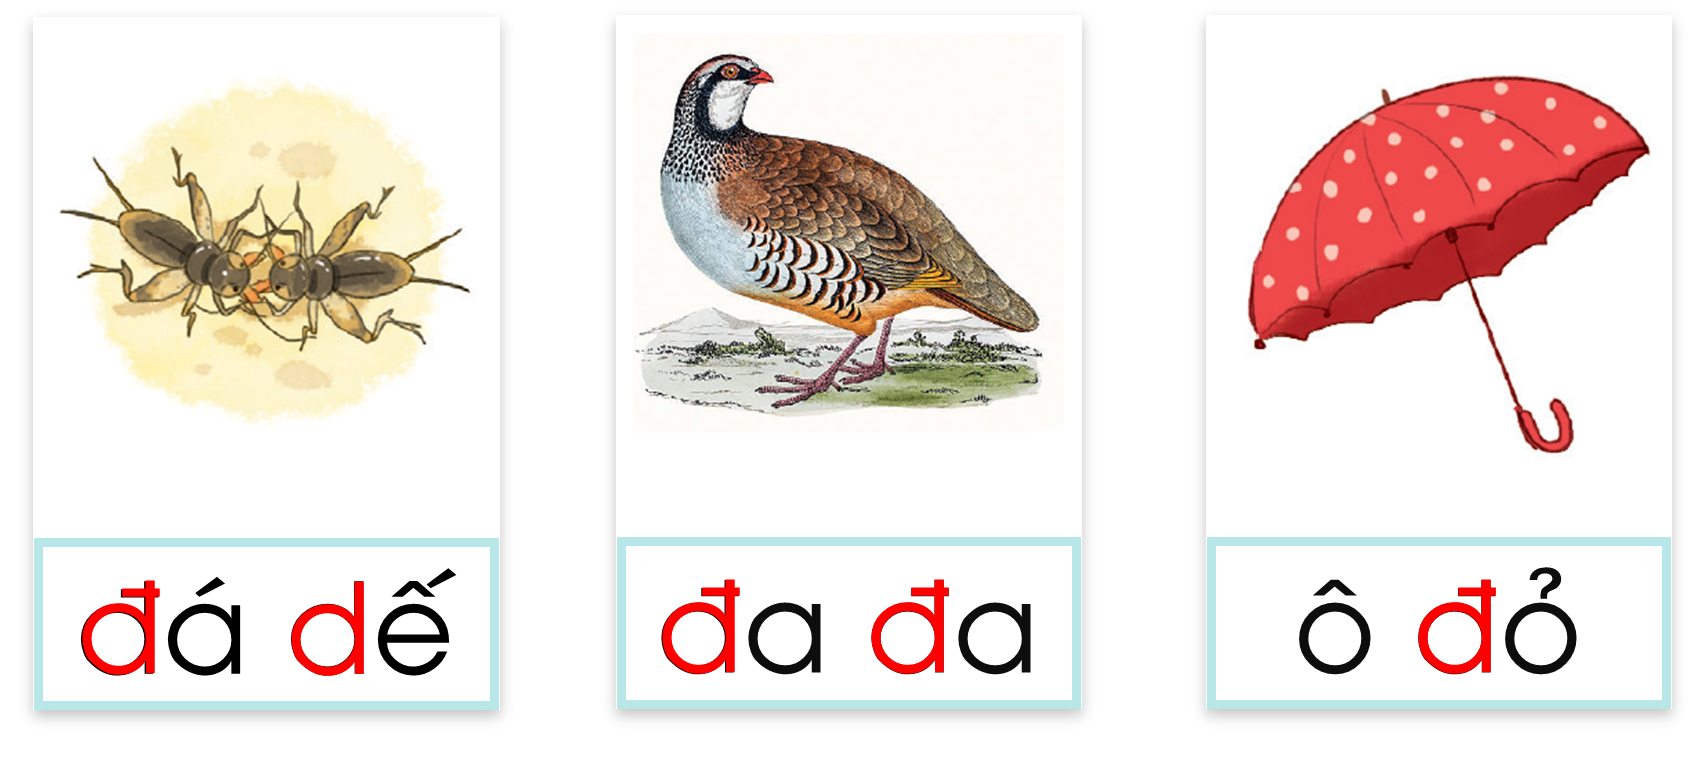 đá dế
đa đa
ô đỏ